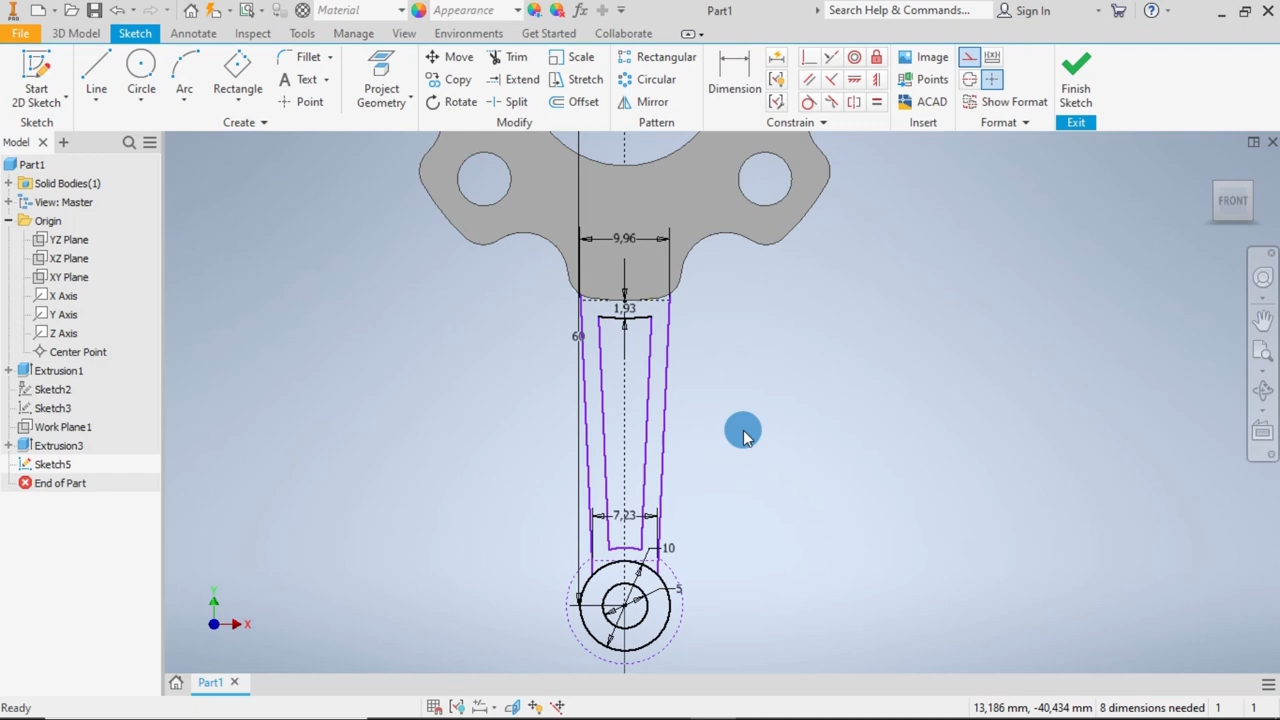 PRO
Material
Appearance
Part1
Search Help & Commands...
Sign In
File
3D Model
Sketch
Annotate
Inspect
Tools
Manage
View
Environments
Get Started
Collaborate
Start
2D Sketch
Line
Circle
Arc
Rectangle
Fillet
Text
Point
Project
Geometry
Move
Copy
Rotate
Trim
Extend
Split
Scale
Stretch
Offset
Rectangular
Circular
Mirror
Dimension
Image
Points
ACAD
Show Format
Finish
Sketch
Sketch
Create
Modify
Pattern
Constrain
Insert
Format
Exit
Model
Part1
Solid Bodies(1)
View: Master
Origin
YZ Plane
XZ Plane
XY Plane
X Axis
Y Axis
Z Axis
Center Point
Extrusion1
Sketch2
Sketch3
Work Plane1
Extrusion3
Sketch5
End of Part
FRONT
9,96
1,93
60
7,23
10
5
Y
X
Part1
Ready
13,186 mm, -40,434 mm
8 dimensions needed
1
1